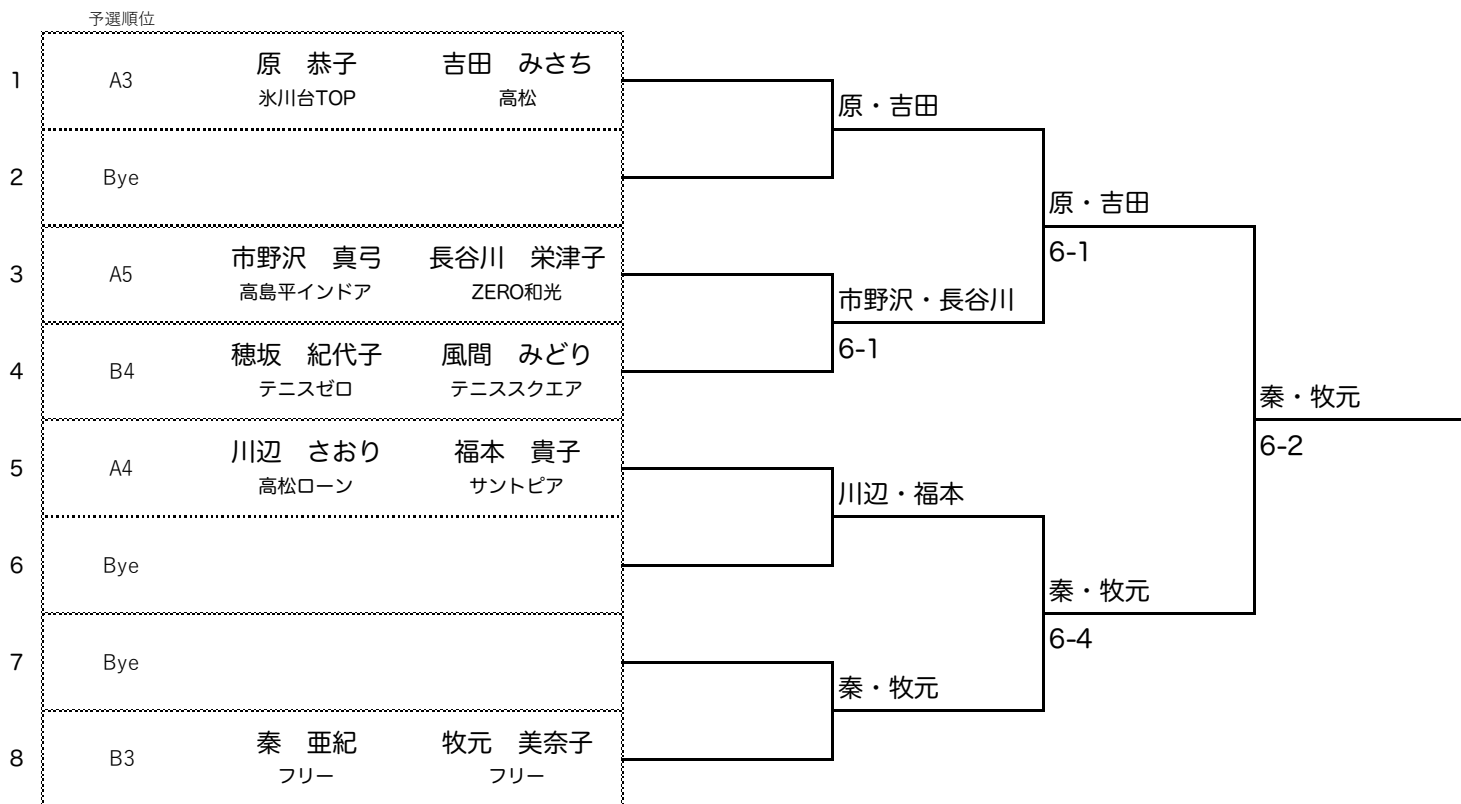 予選順位
1 A3 原　恭子 吉田　みさち
氷川台TOP 高松
原・吉田
2 Bye
原・吉田
6-1
3 A5 市野沢　真弓 長谷川　栄津子
高島平インドア ZERO和光
市野沢・長谷川
6-1
4 B4 穂坂　紀代子 風間　みどり
テニスゼロ テニススクエア
秦・牧元
6-2
5 A4 川辺　さおり 福本　貴子
高松ローン サントピア
川辺・福本
6 Bye
秦・牧元
6-4
7 Bye
秦・牧元
8 B3 秦　亜紀 牧元　美奈子
フリー フリー